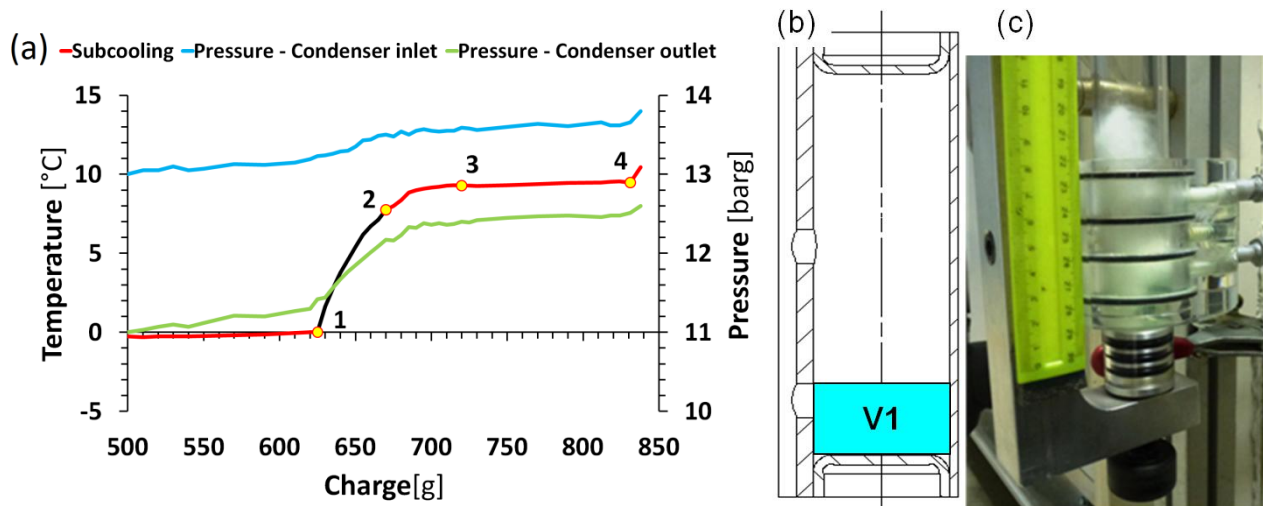 (a)
Subcooling Pressure - Condenser inlet Pressure - Condenser outlet
15
10
5
0
-5
Temperature [°C]
14
13
12
11
10
Pressure [barg]
1
2
3
4
500 550 600 650 700 750 800 850
Charge[g]
(b)
V1
(c)